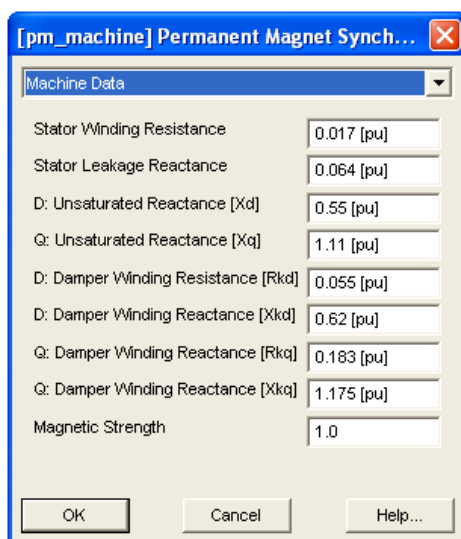 [pm_machine] Permanent Magnet Synch...
Machine Data
Stator Winding Resistance 0.017 [pu]
Stator Leakage Reactance 0.064 [pu]
D: Unsaturated Reactance [Xd] 0.55 [pu]
Q: Unsaturated Reactance [Xq] 1.11 [pu]
D: Damper Winding Resistance [Rkd] 0.055 [pu]
D: Damper Winding Reactance [Xkd] 0.62 [pu]
Q: Damper Winding Reactance [Rkq] 0.183 [pu]
Q: Damper Winding Reactance [Xkq] 1.175 [pu]
Magnetic Strength 1.0
OK Cancel Help...